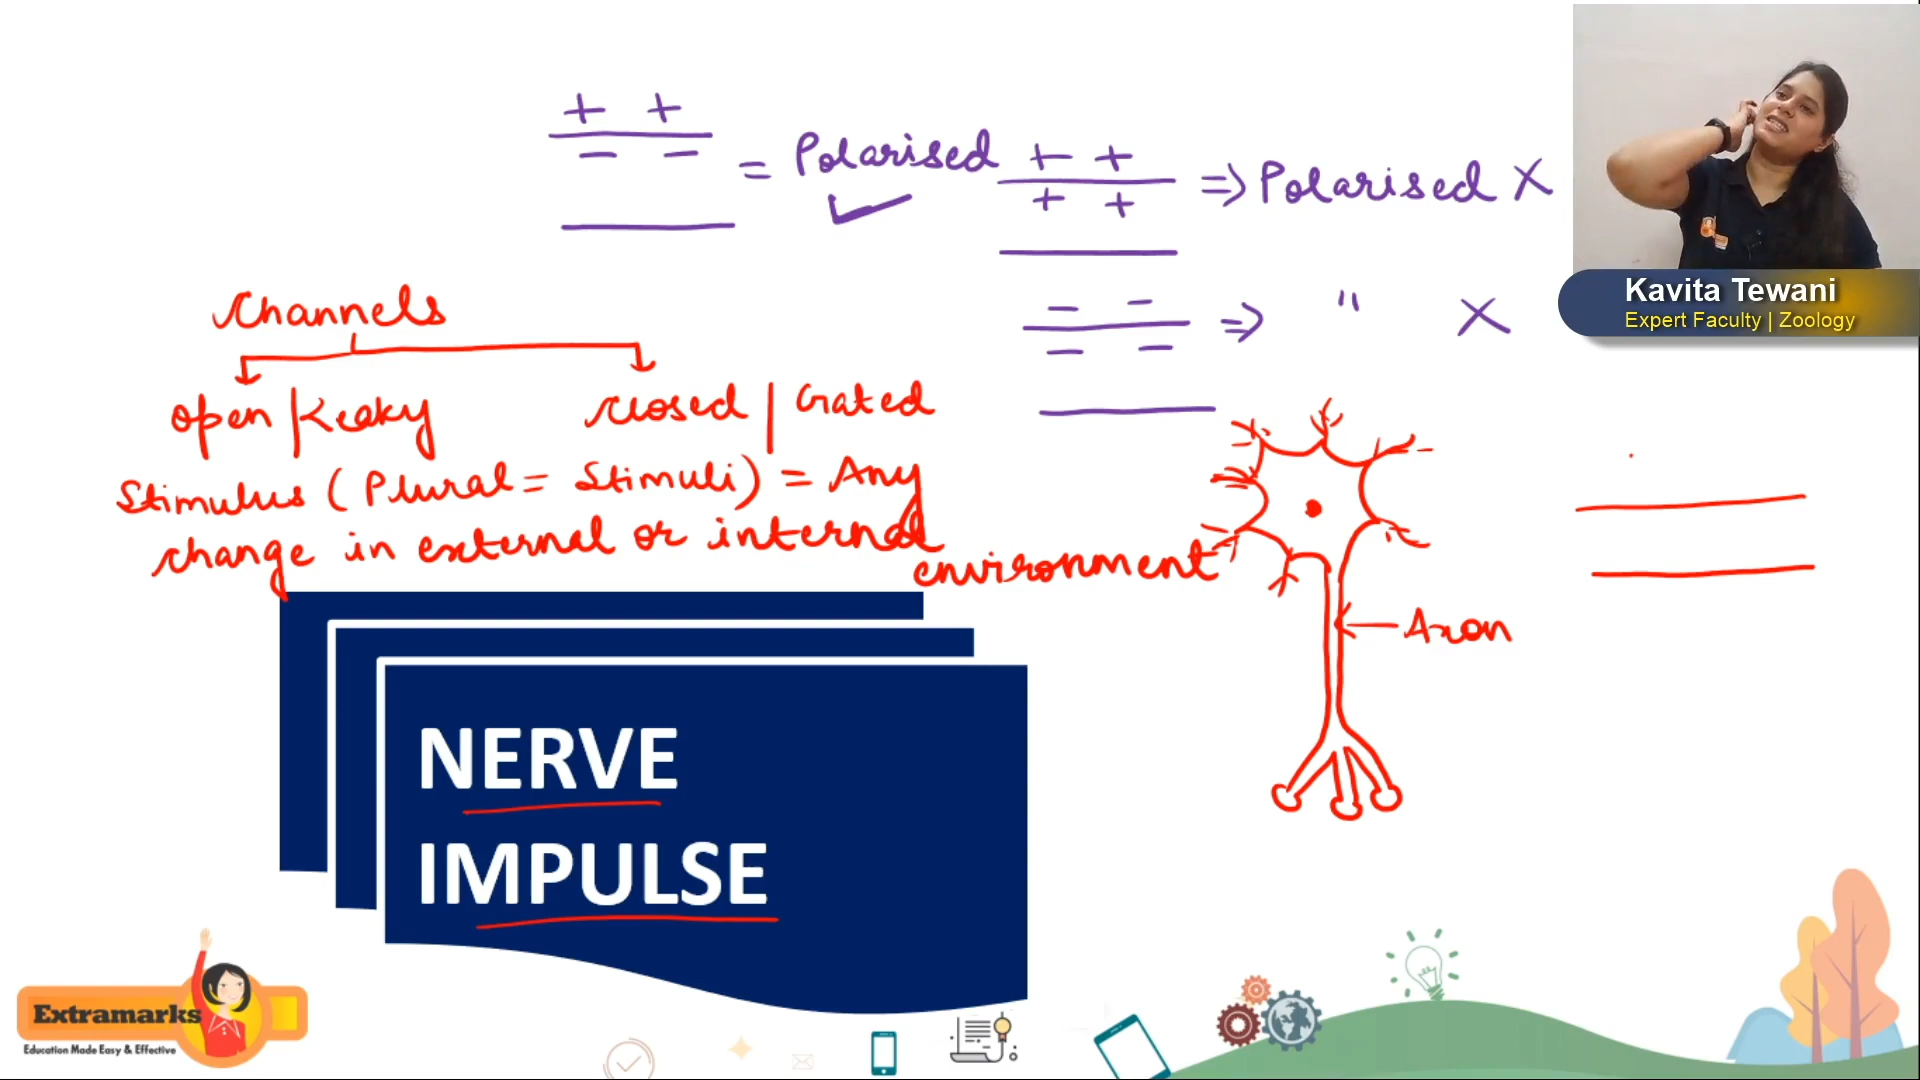 + +
− −
= Polarised ✓
+ +
+ +
=> Polarised X
− −
− −
=> " X
Kavita Tewani
Expert Faculty | Zoology
Channels
open | Leaky
closed | Gated
Stimulus (Plural = Stimuli) = Any
change in external or internal
environment
Axon
NERVE
IMPULSE
Extramarks
Education Made Easy & Effective